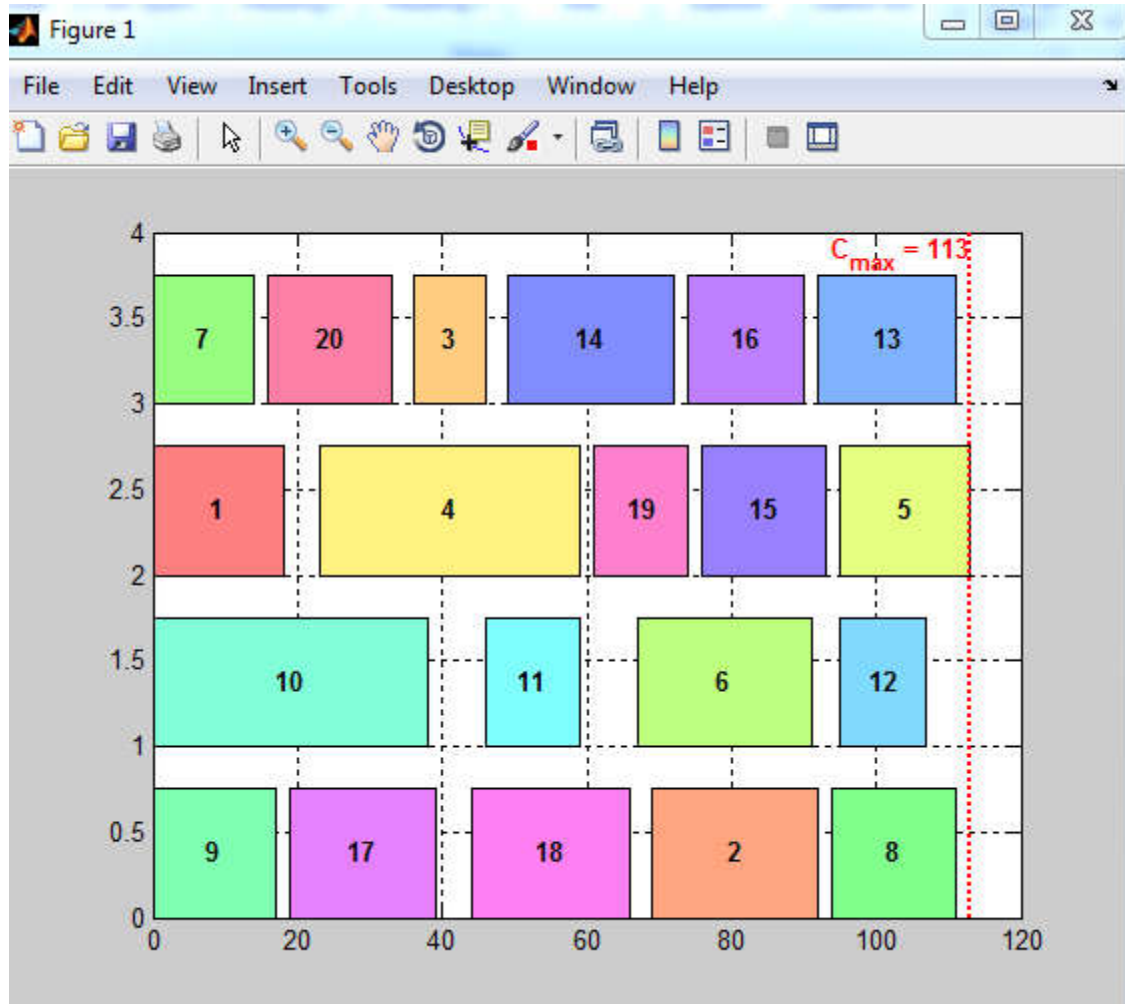 Figure 1
File Edit View Insert Tools Desktop Window Help
4
C_max = 113
3.5
7 20 3 14 16 13
3
2.5
1 4 19 15 5
2
1.5
10 11 6 12
1
0.5
9 17 18 2 8
0
0 20 40 60 80 100 120